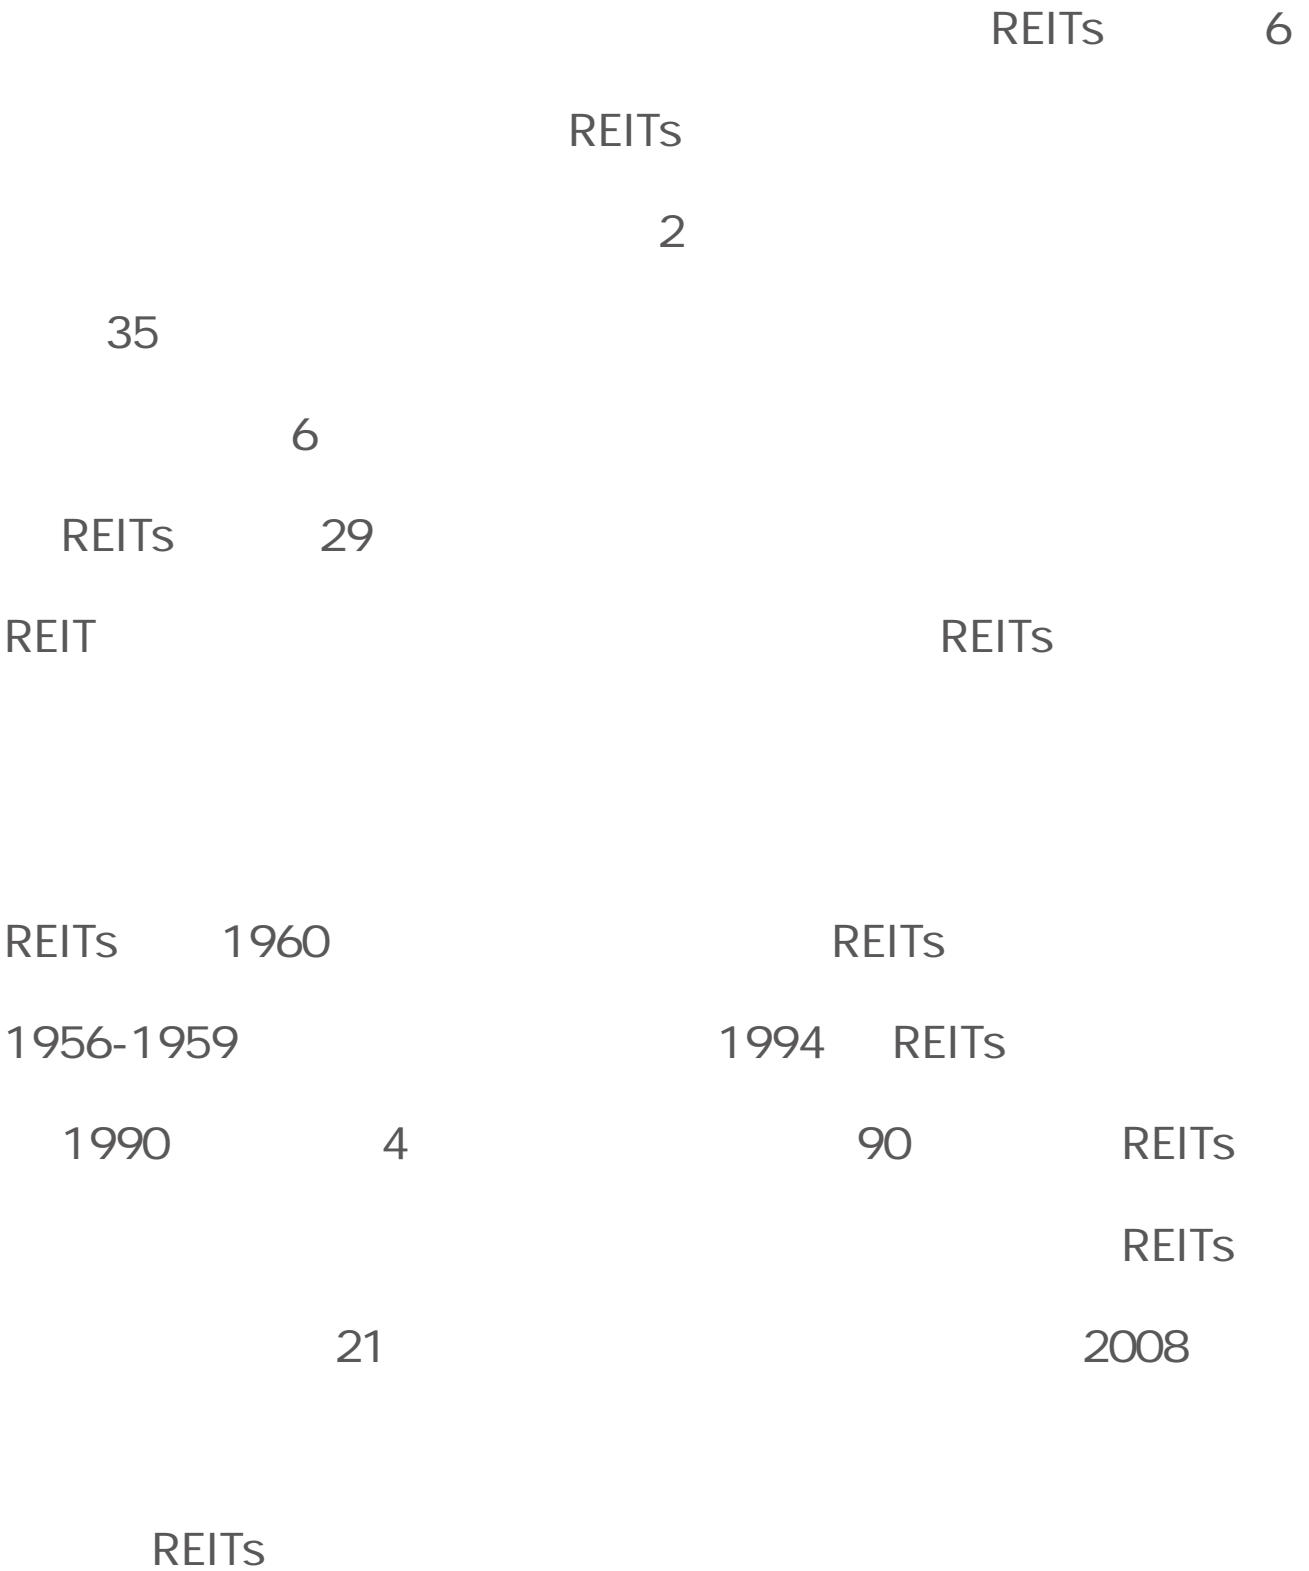 REITs 6
REITs
2
35
6
REITs 29
REIT REITs
REITs 1960 REITs
1956-1959 1994 REITs
1990 4 90 REITs
REITs
21 2008
REITs